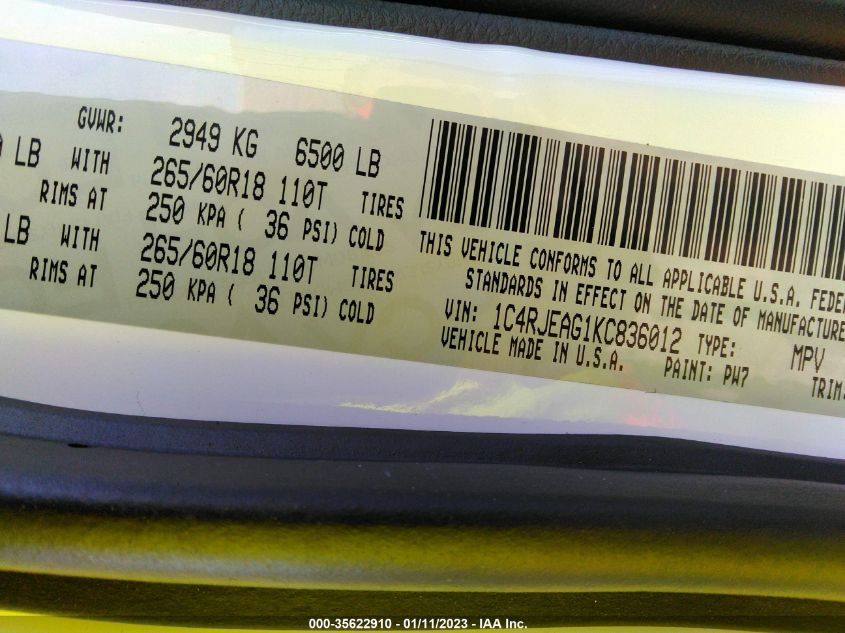 GVWR: 2949 KG 6500 LB
LB WITH 265/60R18 110T TIRES
RIMS AT 250 KPA ( 36 PSI) COLD
LB WITH 265/60R18 110T TIRES
RIMS AT 250 KPA ( 36 PSI) COLD
THIS VEHICLE CONFORMS TO ALL APPLICABLE U.S.A. FEDER
STANDARDS IN EFFECT ON THE DATE OF MANUFACTURE
VIN: 1C4RJEAG1KC836012 TYPE: MPV
VEHICLE MADE IN U.S.A. PAINT: PW7 TRIM:
000-35622910 - 01/11/2023 - IAA Inc.